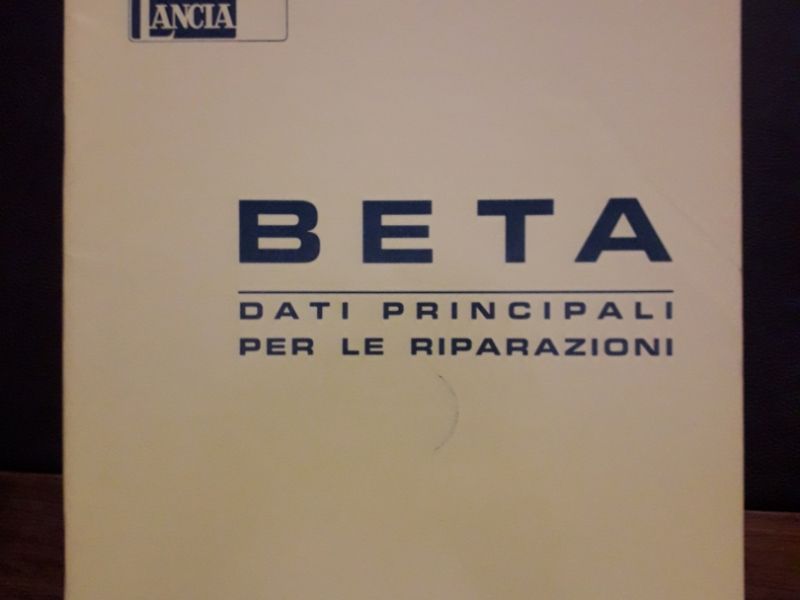 LANCIA
BETA
DATI PRINCIPALI
PER LE RIPARAZIONI